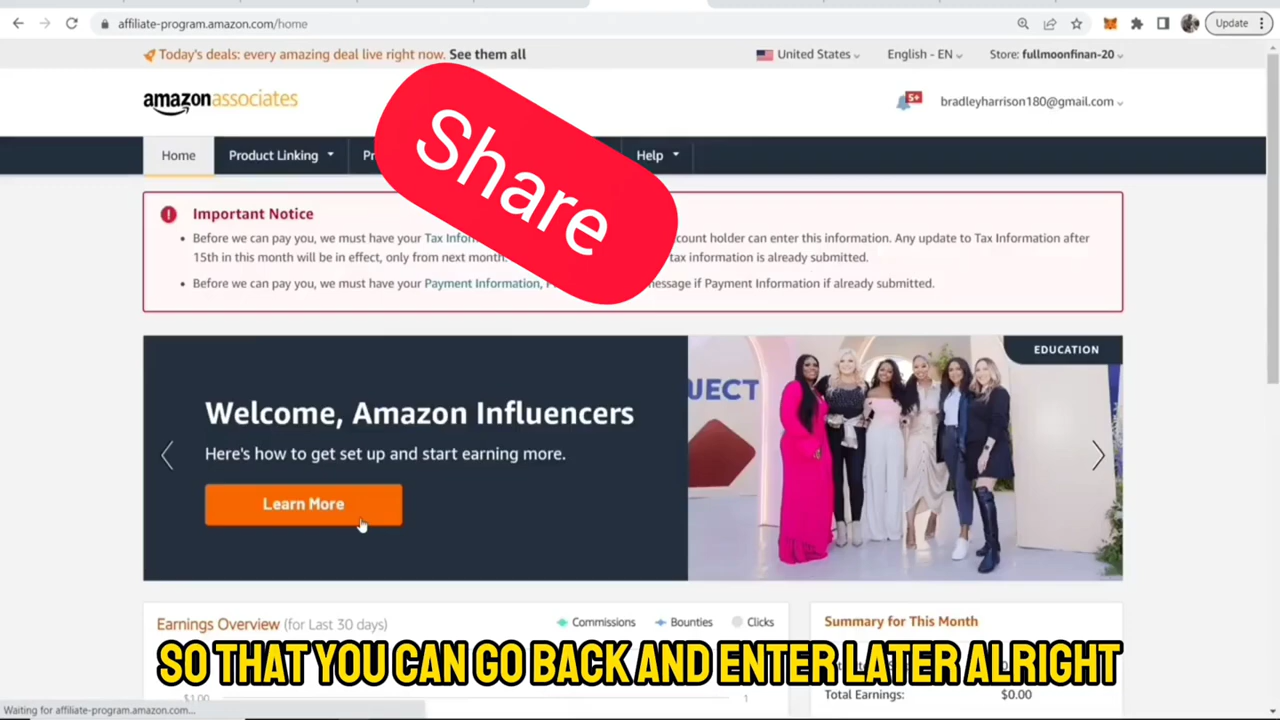 affiliate-program.amazon.com/home
Update
Today's deals: every amazing deal live right now. See them all
United States
English - EN
Store: fullmoonfinan-20
amazonassociates
5+
bradleyharrison180@gmail.com
Home
Product Linking
Help
Share
Important Notice
Before we can pay you, we must have your Tax count holder can enter this information. Any update to Tax Information after
15th in this month will be in effect, only from next month. tax information is already submitted.
Before we can pay you, we must have your Payment Information, message if Payment Information if already submitted.
EDUCATION
JECT
Welcome, Amazon Influencers
Here's how to get set up and start earning more.
Learn More
Earnings Overview (for Last 30 days)
Commissions
Bounties
Clicks
Summary for This Month
SO THAT YOU CAN GO BACK AND ENTER LATER ALRIGHT
$1.00
1
Total Earnings:
$0.00
Waiting for affiliate-program.amazon.com...